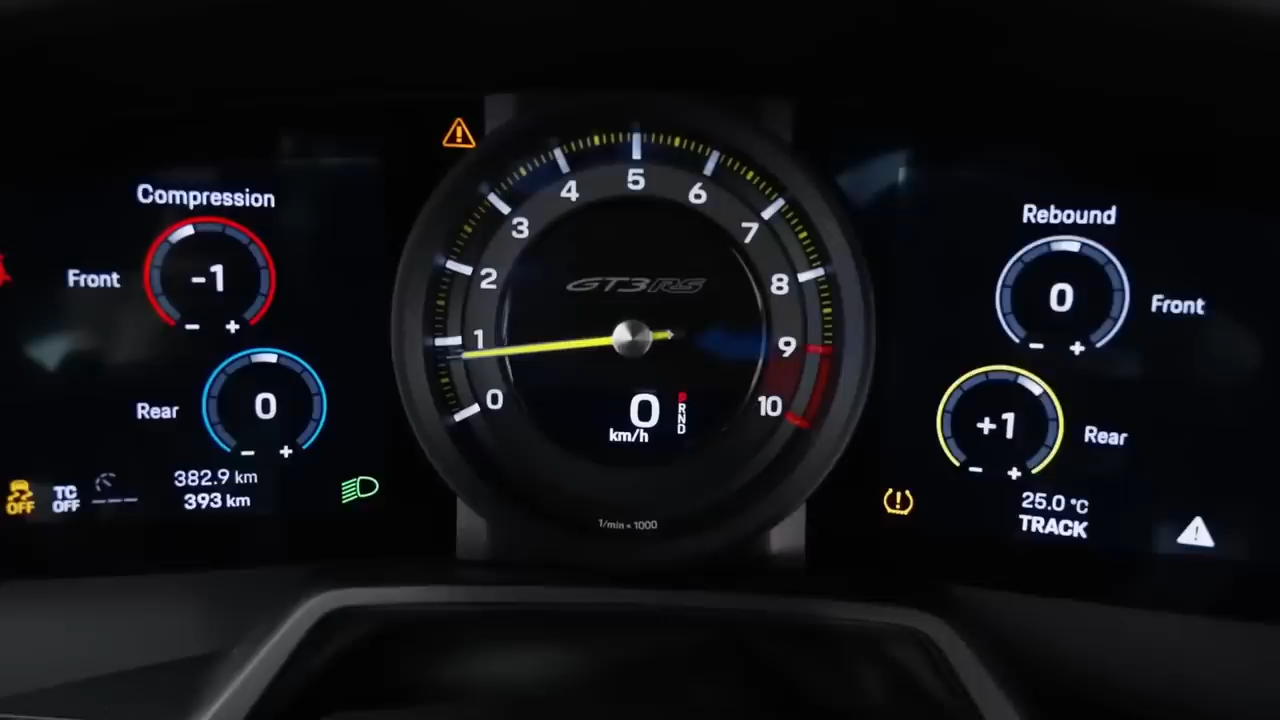 Compression
Front
-1
- +
Rear
0
- +
OFF
TC
OFF
382.9 km
393 km
0
1
2
3
4
5
6
7
8
9
10
GT3RS
0
km/h
P
R
N
D
1/min × 1000
Rebound
0
Front
- +
+1
Rear
- +
25.0 °C
TRACK